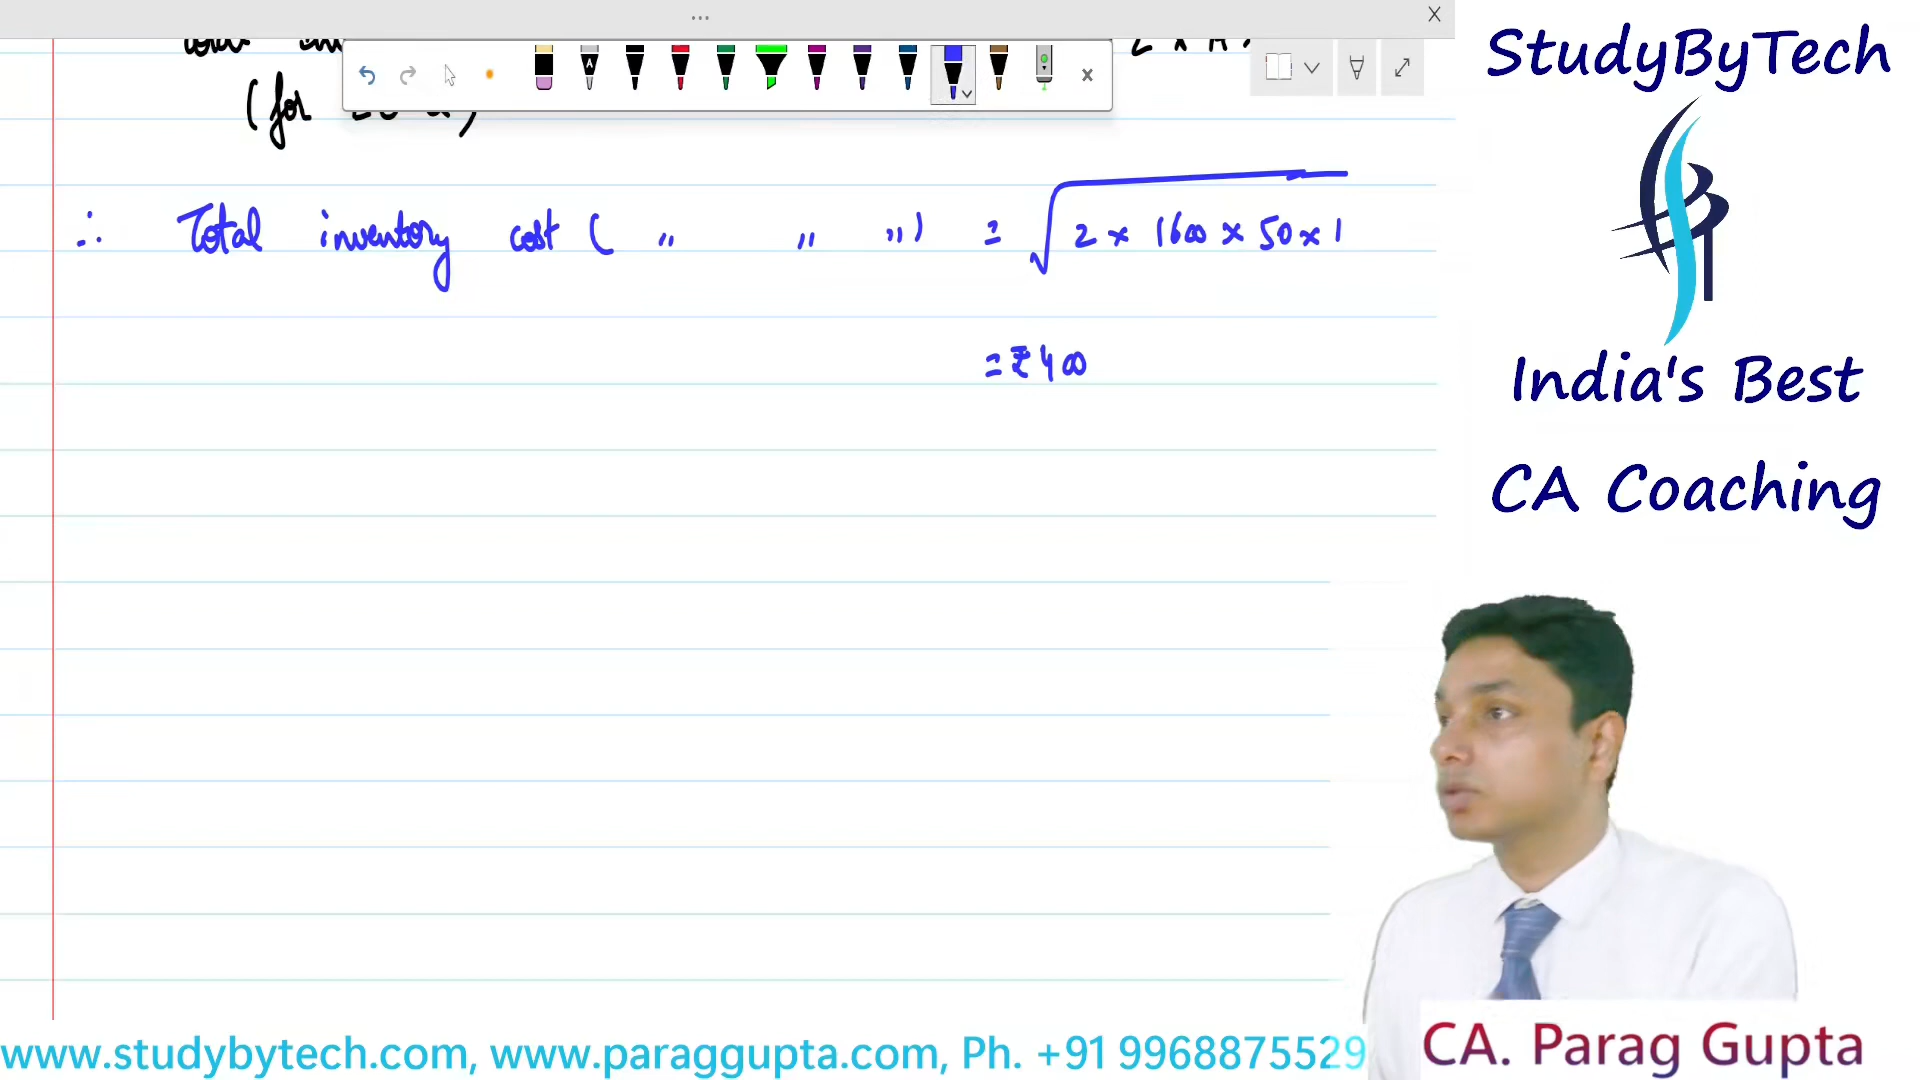 2 x A
(for
∴ Total inventory cost ( " " " ) = √2 x 1600 x 50 x 1
= ₹ 400
StudyByTech
India's Best
CA Coaching
CA. Parag Gupta
www.studybytech.com, www.paraggupta.com, Ph. +91 9968875529